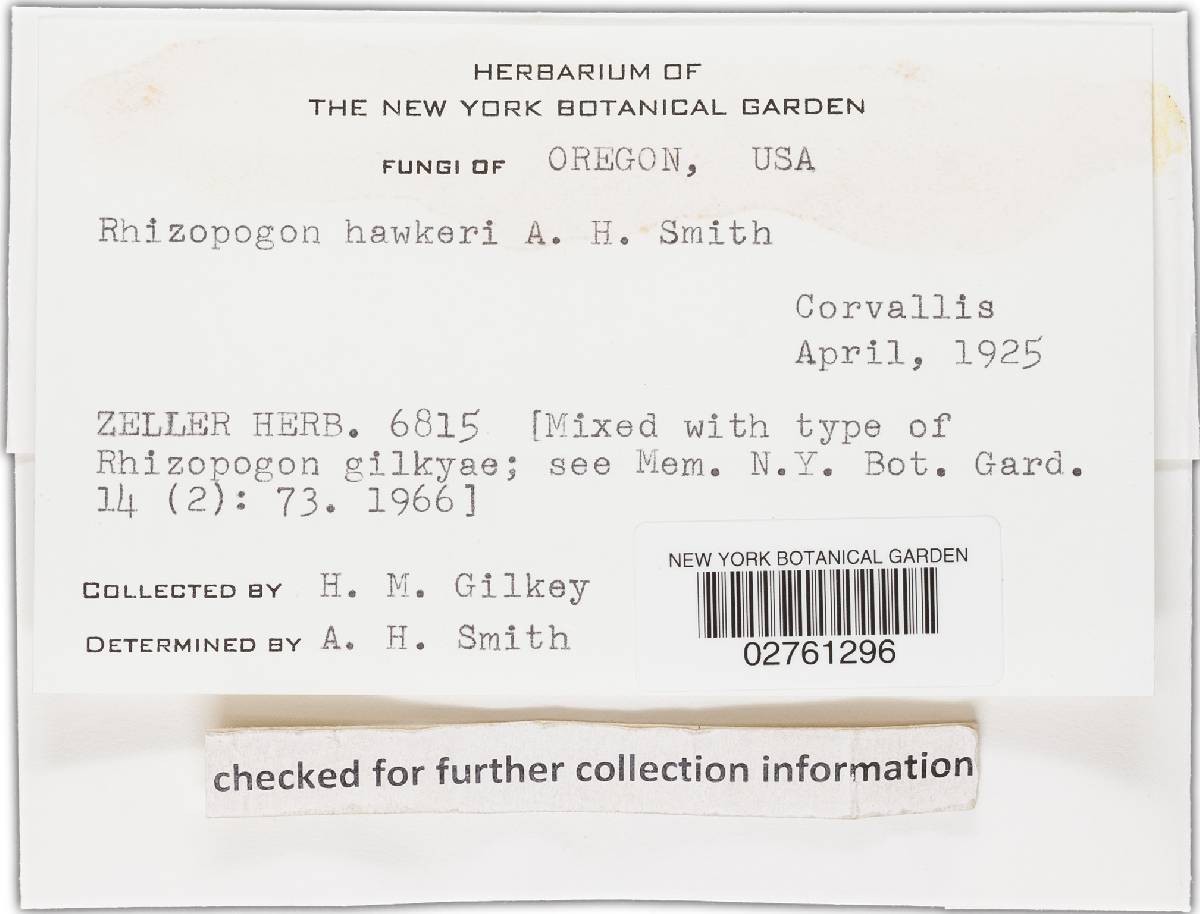 HERBARIUM OF
THE NEW YORK BOTANICAL GARDEN
FUNGI OF OREGON, USA
Rhizopogon hawkeri A. H. Smith
Corvallis
April, 1925
ZELLER HERB. 6815 [Mixed with type of
Rhizopogon gilkyae; see Mem. N.Y. Bot. Gard.
14 (2): 73. 1966]
COLLECTED BY H. M. Gilkey
DETERMINED BY A. H. Smith
NEW YORK BOTANICAL GARDEN
02761296
checked for further collection information